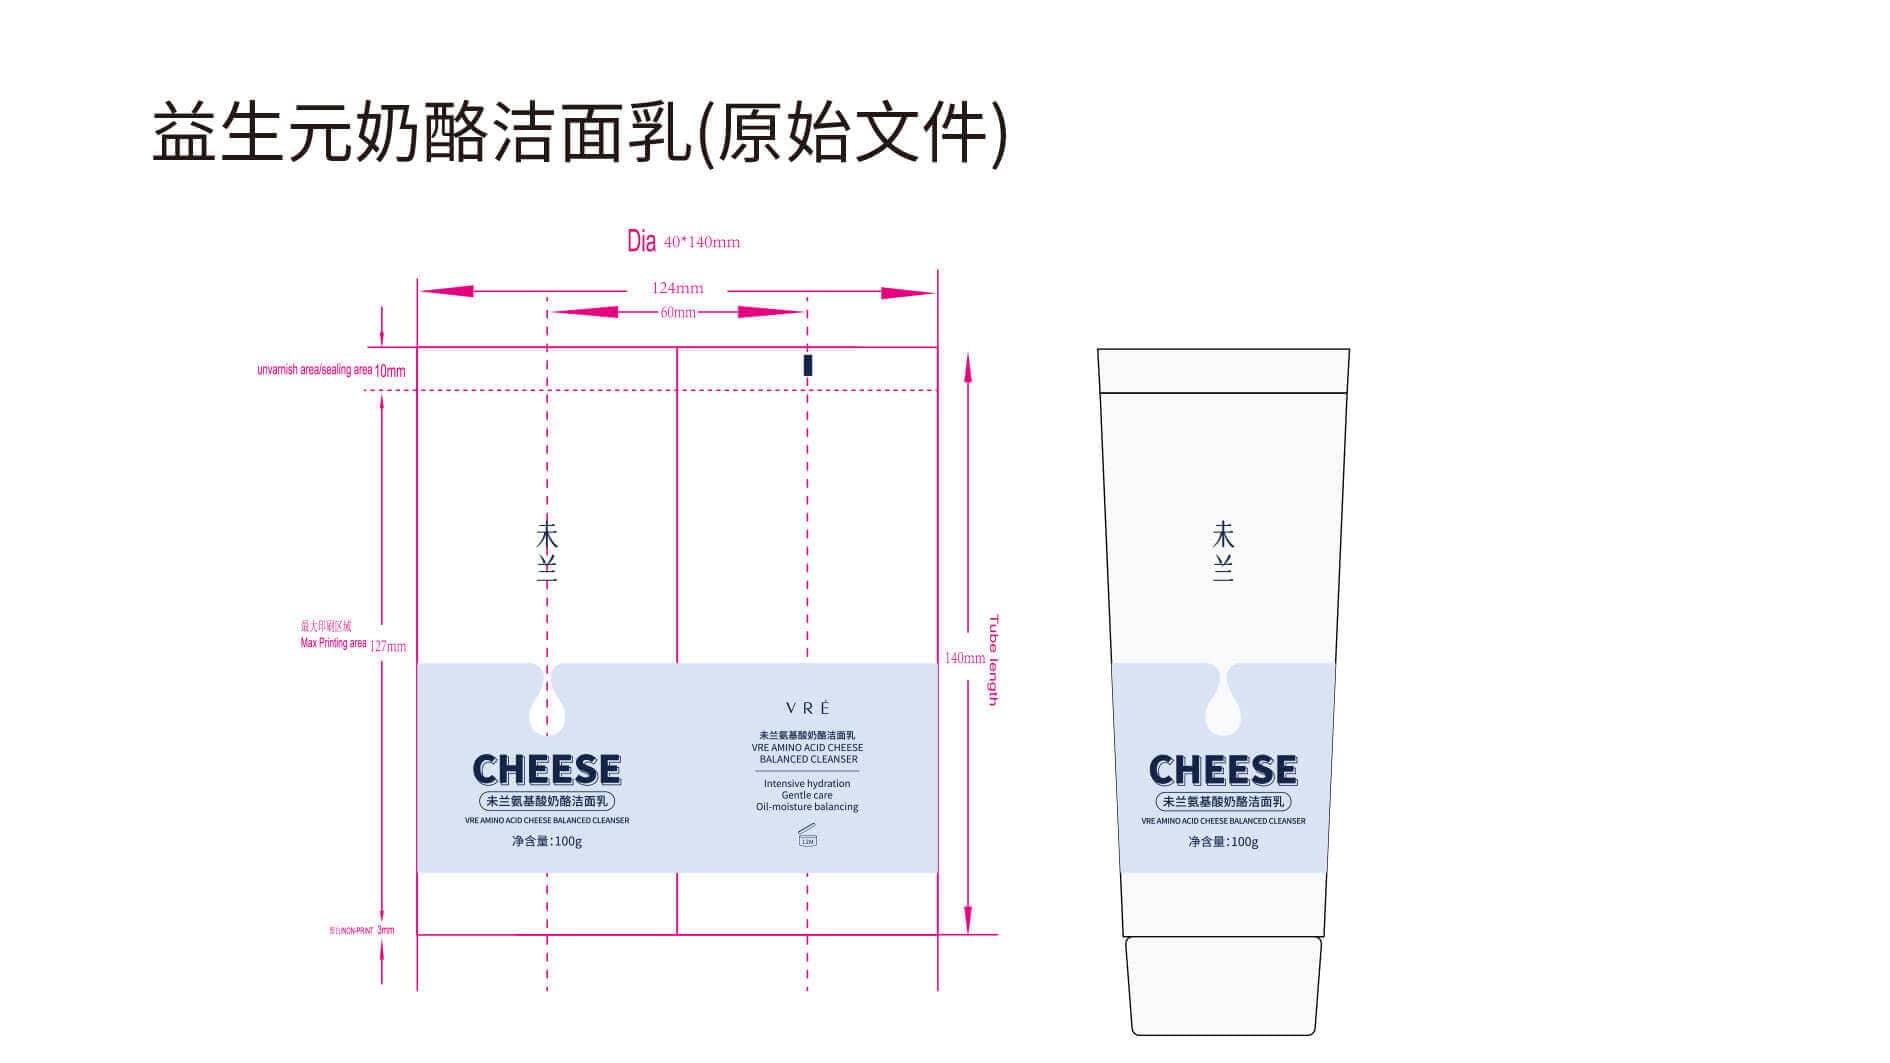 益生元奶酪洁面乳(原始文件)
Dia 40*140mm
124mm
60mm
unvarnish area/sealing area 10mm
未
兰
最大印刷区域
Max Printing area 127mm
140mm
Tube length
CHEESE
未兰氨基酸奶酪洁面乳
VRE AMINO ACID CHEESE BALANCED CLEANSER
净含量：100g
VRÉ
未兰氨基酸奶酪洁面乳
VRE AMINO ACID CHEESE
BALANCED CLEANSER
Intensive hydration
Gentle care
Oil-moisture balancing
12M
NON-PRINT 3mm
未
兰
CHEESE
未兰氨基酸奶酪洁面乳
VRE AMINO ACID CHEESE BALANCED CLEANSER
净含量：100g